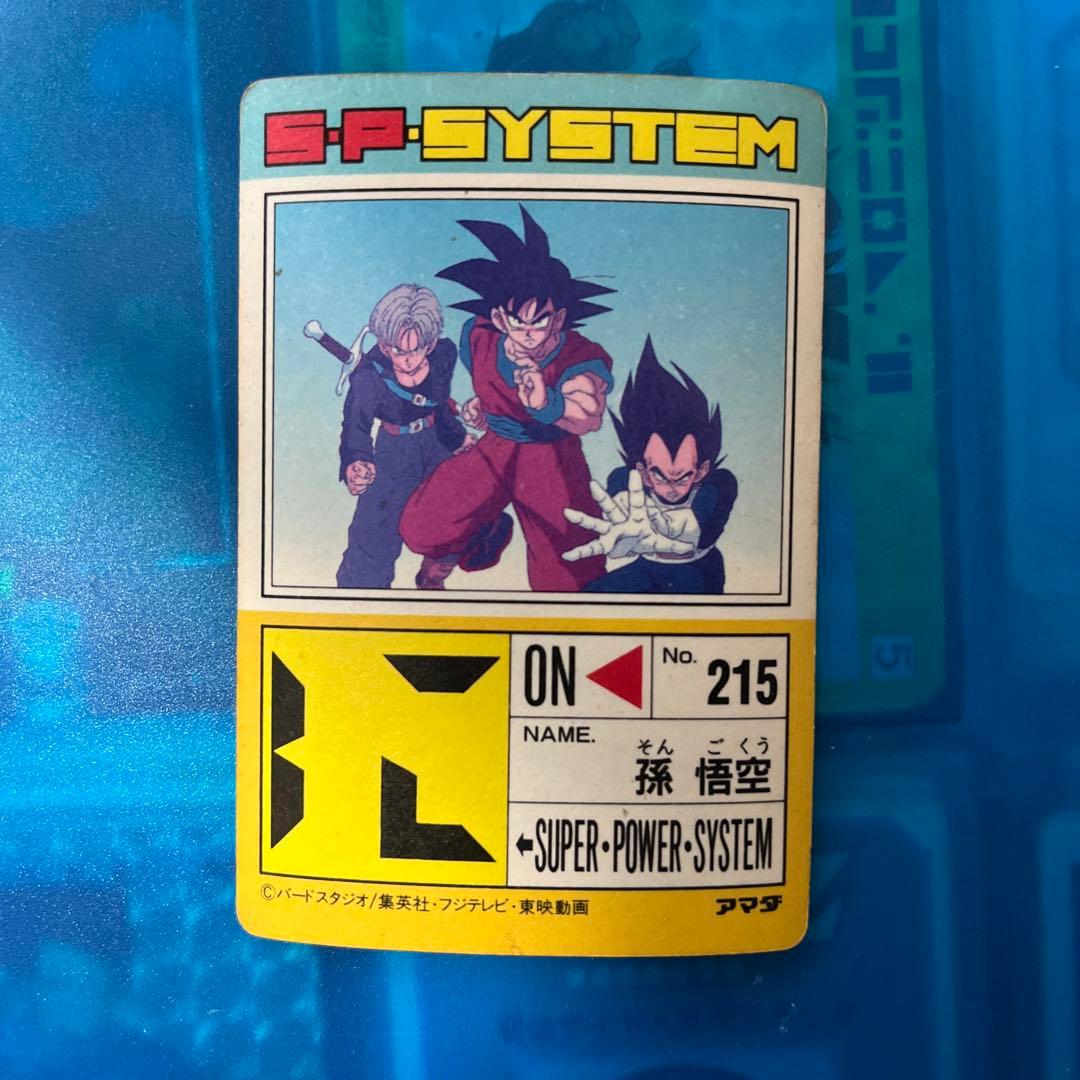 S・P・SYSTEM
ON
No. 215
NAME.
そん ごくう
孫 悟空
←SUPER・POWER・SYSTEM
©バードスタジオ/集英社・フジテレビ・東映動画
アマダ
5